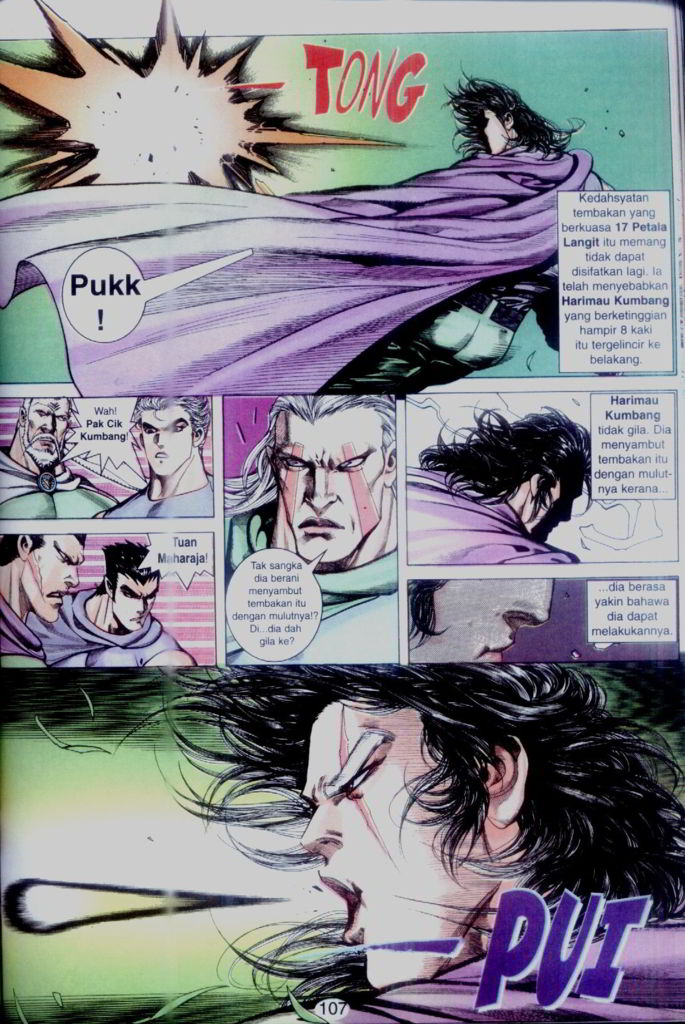 TONG
Kedahsyatan
tembakan yang
berkuasa 17 Petala
Langit itu memang
tidak dapat
disifatkan lagi. Ia
telah menyebabkan
Harimau Kumbang
yang berketinggian
hampir 8 kaki
itu tergelincir ke
belakang.
Pukk
!
Wah!
Pak Cik
Kumbang!
Tuan
Maharaja!
Tak sangka
dia berani
menyambut
tembakan itu
dengan mulutnya!?
Di...dia dah
gila ke?
Harimau
Kumbang
tidak gila. Dia
menyambut
tembakan itu
dengan mulut-
nya kerana...
...dia berasa
yakin bahawa
dia dapat
melakukannya.
PUI
107